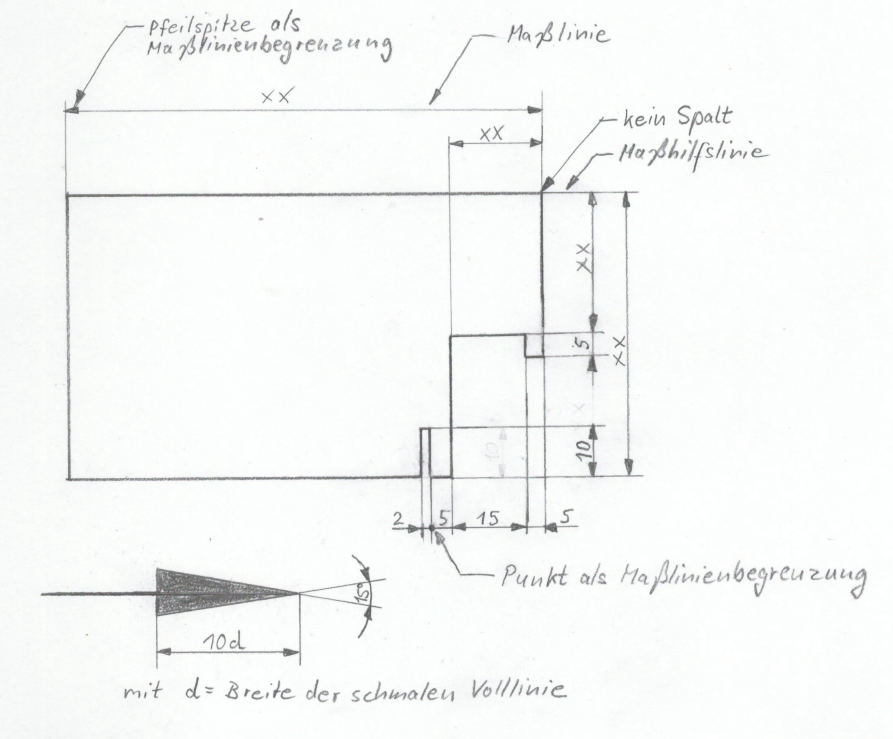 Pfeilspitze als
Maßlinienbegrenzung
Maßlinie
xx
kein Spalt
xx
Maßhilfslinie
xx
5
xx
10
10
2 5 15 5
Punkt als Maßlinienbegrenzung
15°
10d
mit d= Breite der schmalen Volllinie